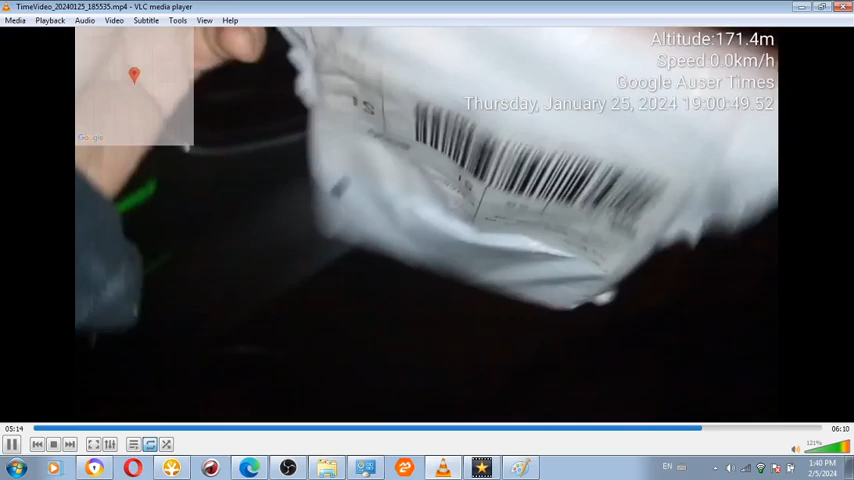 TimeVideo_20240125_185535.mp4 - VLC media player
Media Playback Audio Video Subtitle Tools View Help
Altitude:171.4m
Speed:0.0km/h
Google Auser Times
Thursday, January 25, 2024 19:00:49.52
Google
IS
IS
05:14
06:10
121%
EN
1:40 PM
2/5/2024